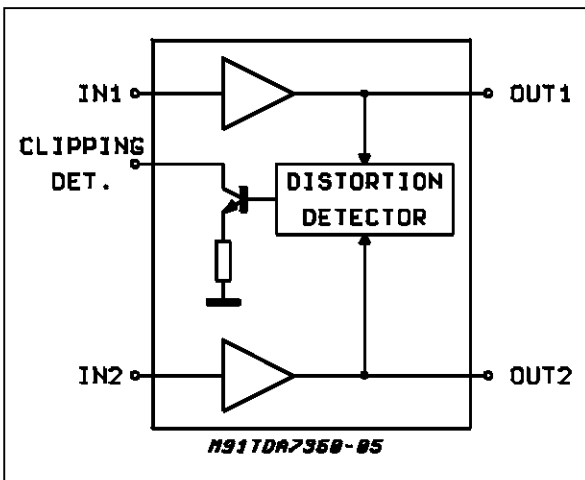 IN1
OUT1
CLIPPING
DET.
DISTORTION
DETECTOR
IN2
OUT2
M91TDA7360-05